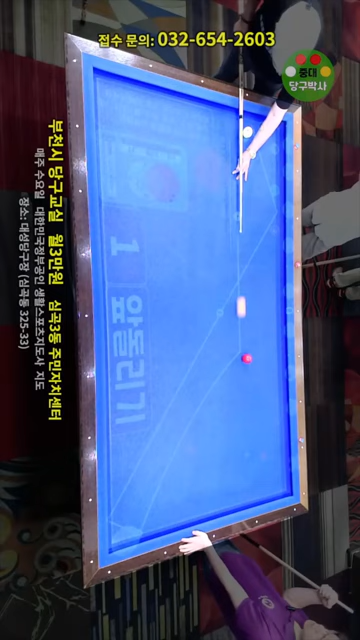 접수 문의: 032-654-2603
중대
당구박사
부천시 당구교실 월3만원 심곡3동 주민자치센터
매주 수요일 대한민국정부공인 생활스포츠지도사 지도
장소: 대성당구장 (심곡동 325-33)
1 앞돌리기